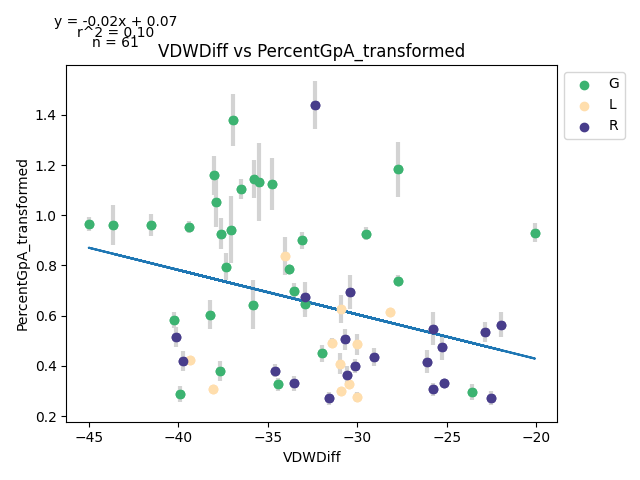 y = -0.02x + 0.07
r^2 = 0.10
n = 61
VDWDiff vs PercentGpA_transformed
G
L
R
PercentGpA_transformed
1.4
1.2
1.0
0.8
0.6
0.4
0.2
−45
−40
−35
−30
−25
−20
VDWDiff